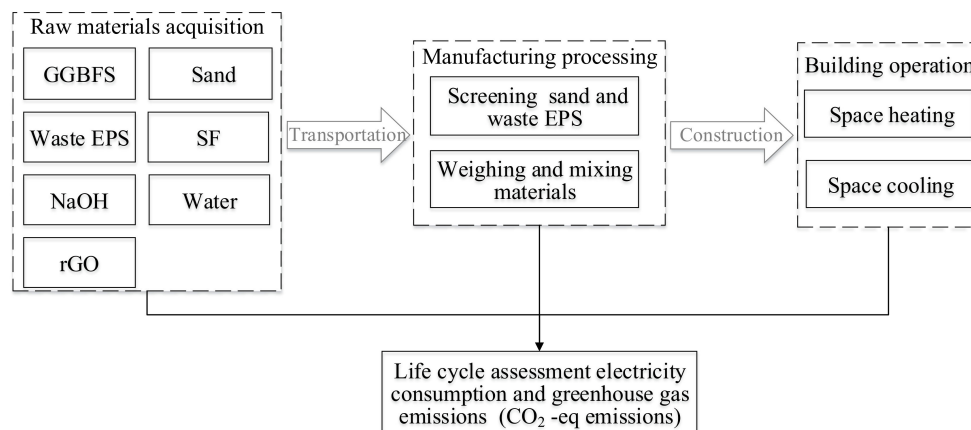 Raw materials acquisition
GGBFS
Sand
Waste EPS
SF
NaOH
Water
rGO
Transportation
Manufacturing processing
Screening sand and
waste EPS
Weighing and mixing
materials
Construction
Building operation
Space heating
Space cooling
Life cycle assessment electricity
consumption and greenhouse gas
emissions (CO₂ -eq emissions)